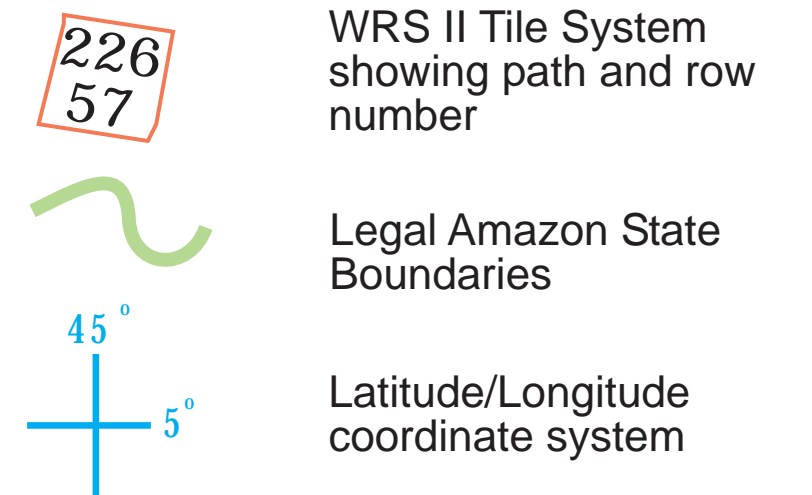 226
57
WRS II Tile System
showing path and row
number
Legal Amazon State
Boundaries
45°
5°
Latitude/Longitude
coordinate system